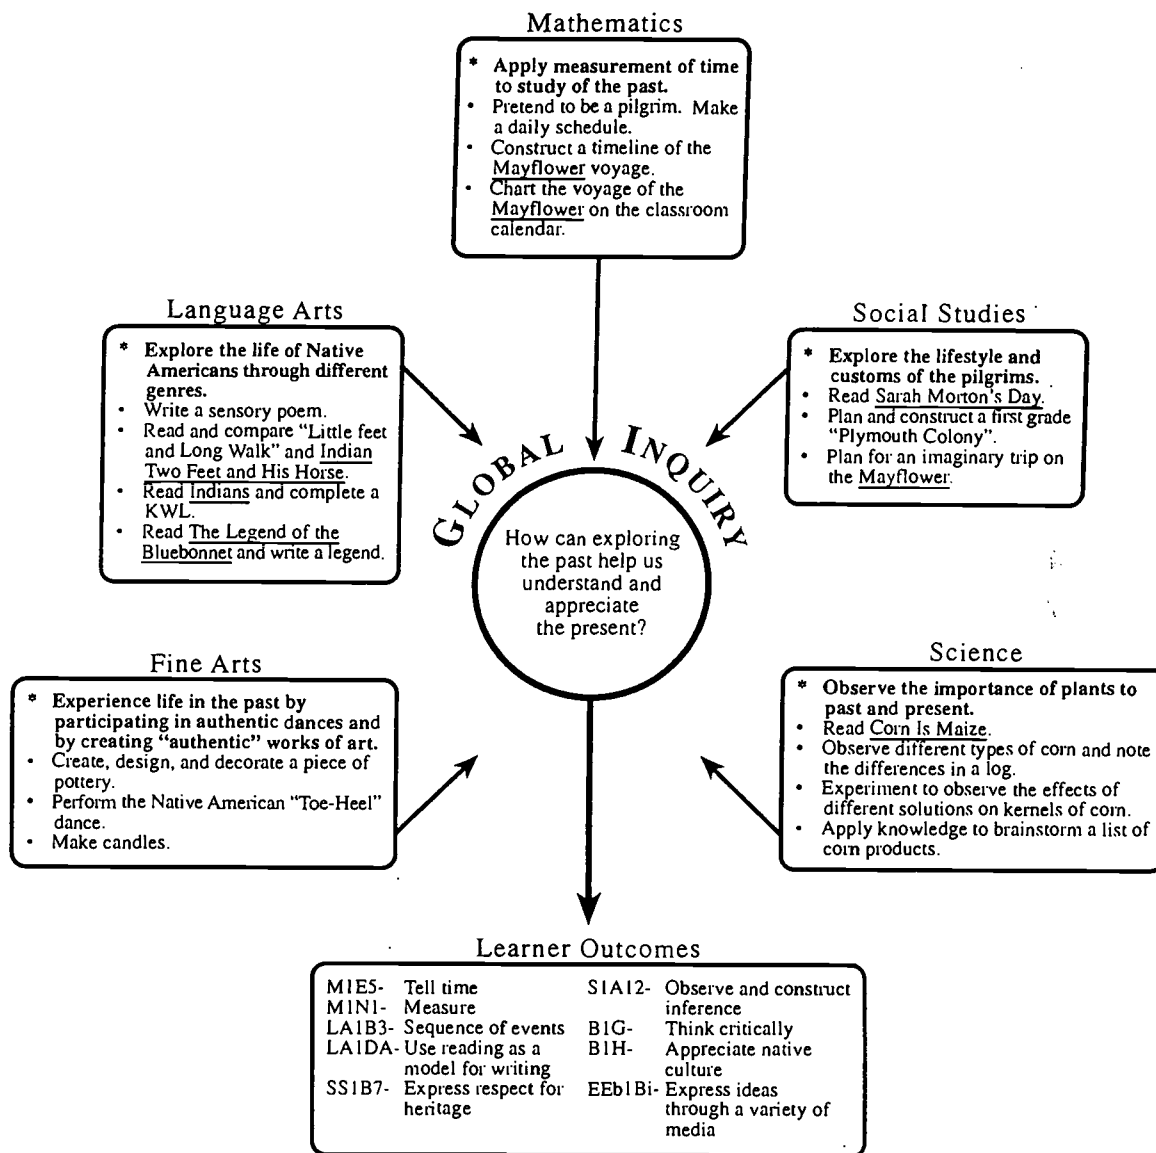 Mathematics
* Apply measurement of time
to study of the past.
• Pretend to be a pilgrim. Make
a daily schedule.
• Construct a timeline of the
Mayflower voyage.
• Chart the voyage of the
Mayflower on the classroom
calendar.
Language Arts
* Explore the life of Native
Americans through different
genres.
• Write a sensory poem.
• Read and compare "Little feet
and Long Walk" and Indian
Two Feet and His Horse.
• Read Indians and complete a
KWL.
• Read The Legend of the
Bluebonnet and write a legend.
Social Studies
* Explore the lifestyle and
customs of the pilgrims.
• Read Sarah Morton's Day.
• Plan and construct a first grade
"Plymouth Colony".
• Plan for an imaginary trip on
the Mayflower.
GLOBAL INQUIRY
How can exploring
the past help us
understand and
appreciate
the present?
Fine Arts
* Experience life in the past by
participating in authentic dances and
by creating "authentic" works of art.
• Create, design, and decorate a piece of
pottery.
• Perform the Native American "Toe-Heel"
dance.
• Make candles.
Science
* Observe the importance of plants to
past and present.
• Read Corn Is Maize.
• Observe different types of corn and note
the differences in a log.
• Experiment to observe the effects of
different solutions on kernels of corn.
• Apply knowledge to brainstorm a list of
corn products.
Learner Outcomes
M1E5- Tell time
M1N1- Measure
LA1B3- Sequence of events
LA1DA- Use reading as a
model for writing
SS1B7- Express respect for
heritage
S1A12- Observe and construct
inference
B1G- Think critically
B1H- Appreciate native
culture
EEb1Bi- Express ideas
through a variety of
media